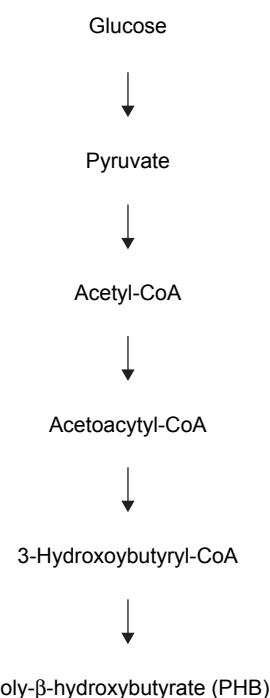 Glucose
Pyruvate
Acetyl-CoA
Acetoacytyl-CoA
3-Hydroxoybutyryl-CoA
oly-β-hydroxybutyrate (PHB)